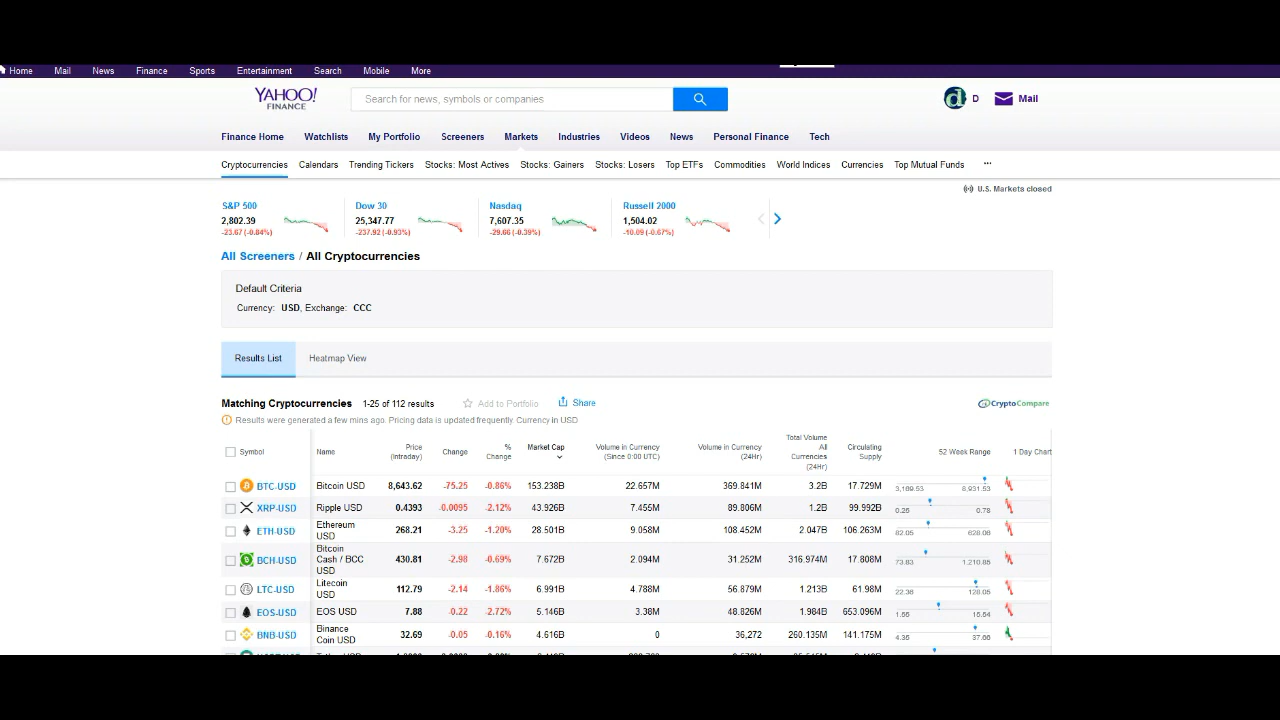 Home Mail News Finance Sports Entertainment Search Mobile More
YAHOO! FINANCE
Search for news, symbols or companies
D Mail
Finance Home Watchlists My Portfolio Screeners Markets Industries Videos News Personal Finance Tech
Cryptocurrencies Calendars Trending Tickers Stocks: Most Actives Stocks: Gainers Stocks: Losers Top ETFs Commodities World Indices Currencies Top Mutual Funds ...
U.S. Markets closed
S&P 500 Dow 30 Nasdaq Russell 2000
2,802.39 25,347.77 7,607.35 1,504.02
-23.67 (-0.84%) -237.92 (-0.93%) -29.66 (-0.39%) -10.09 (-0.67%)
All Screeners / All Cryptocurrencies
Default Criteria
Currency: USD, Exchange: CCC
Results List Heatmap View
Matching Cryptocurrencies 1-25 of 112 results Add to Portfolio Share CryptoCompare
Results were generated a few mins ago. Pricing data is updated frequently. Currency in USD
Symbol Name Price (Intraday) Change % Change Market Cap Volume in Currency (Since 0:00 UTC) Volume in Currency (24Hr) Total Volume All Currencies (24Hr) Circulating Supply 52 Week Range 1 Day Chart
BTC-USD Bitcoin USD 8,643.62 -75.25 -0.86% 153.238B 22.657M 369.841M 3.2B 17.729M 3,169.53 8,931.53
XRP-USD Ripple USD 0.4393 -0.0095 -2.12% 43.926B 7.455M 89.806M 1.2B 99.992B 0.26 0.78
ETH-USD Ethereum USD 268.21 -3.25 -1.20% 28.501B 9.058M 108.452M 2.047B 106.263M 82.05 628.06
BCH-USD Bitcoin Cash / BCC USD 430.81 -2.98 -0.69% 7.672B 2.094M 31.252M 316.974M 17.808M 73.83 1,210.85
LTC-USD Litecoin USD 112.79 -2.14 -1.86% 6.991B 4.788M 56.879M 1.213B 61.98M 22.36 128.05
EOS-USD EOS USD 7.88 -0.22 -2.72% 5.146B 3.38M 48.826M 1.984B 653.096M 1.55 15.54
BNB-USD Binance Coin USD 32.69 -0.05 -0.16% 4.616B 0 36,272 260.135M 141.175M 4.36 37.66